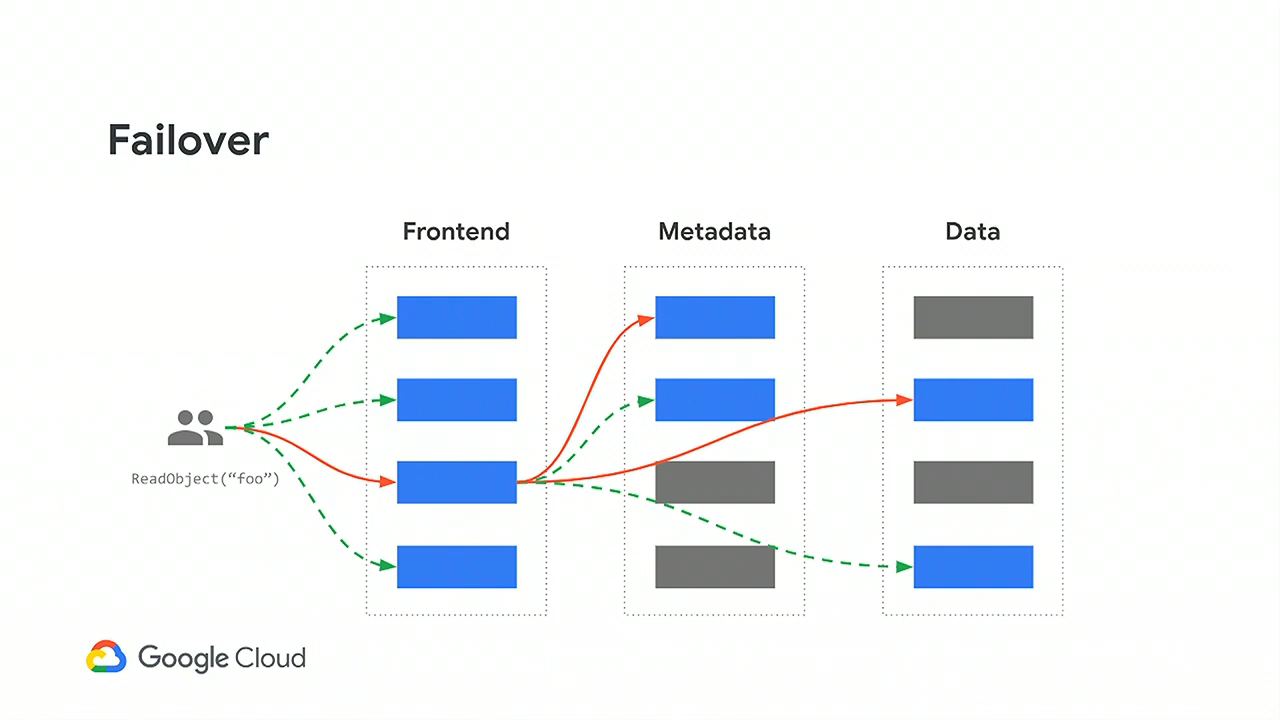 Failover
Frontend
Metadata
Data
ReadObject(“foo”)
Google Cloud